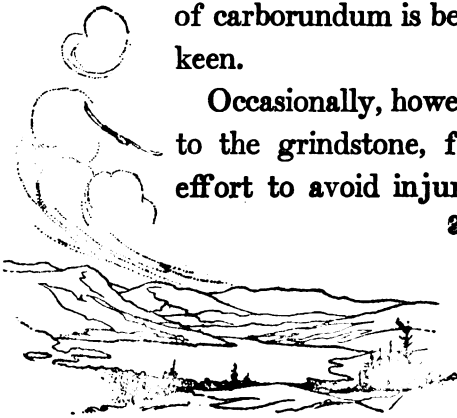 of carborundum is be
keen.
Occasionally, howe
to the grindstone, f
effort to avoid injur
a